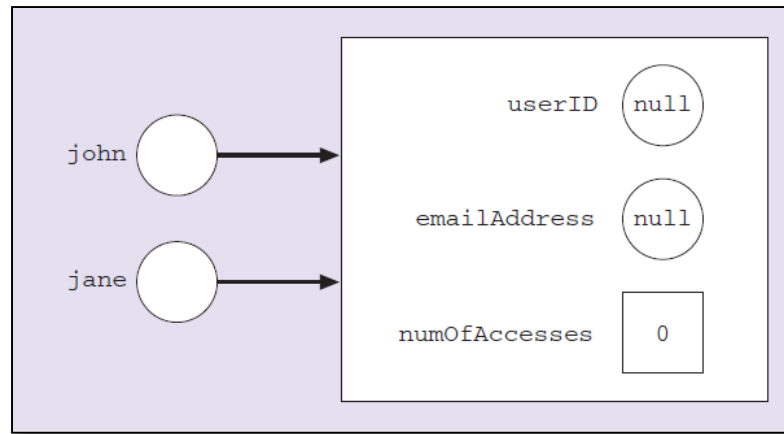 userID null
john
emailAddress null
jane
numOfAccesses 0